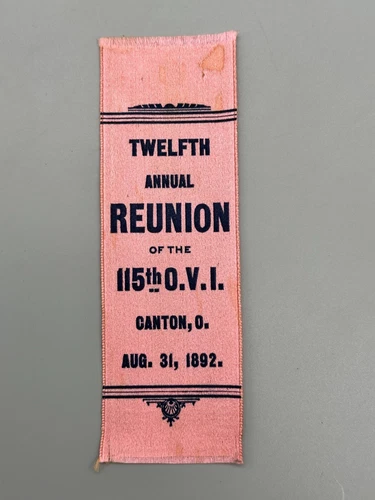 TWELFTH
ANNUAL
REUNION
OF THE
115th O.V.I.
CANTON, O.
AUG. 31, 1892.